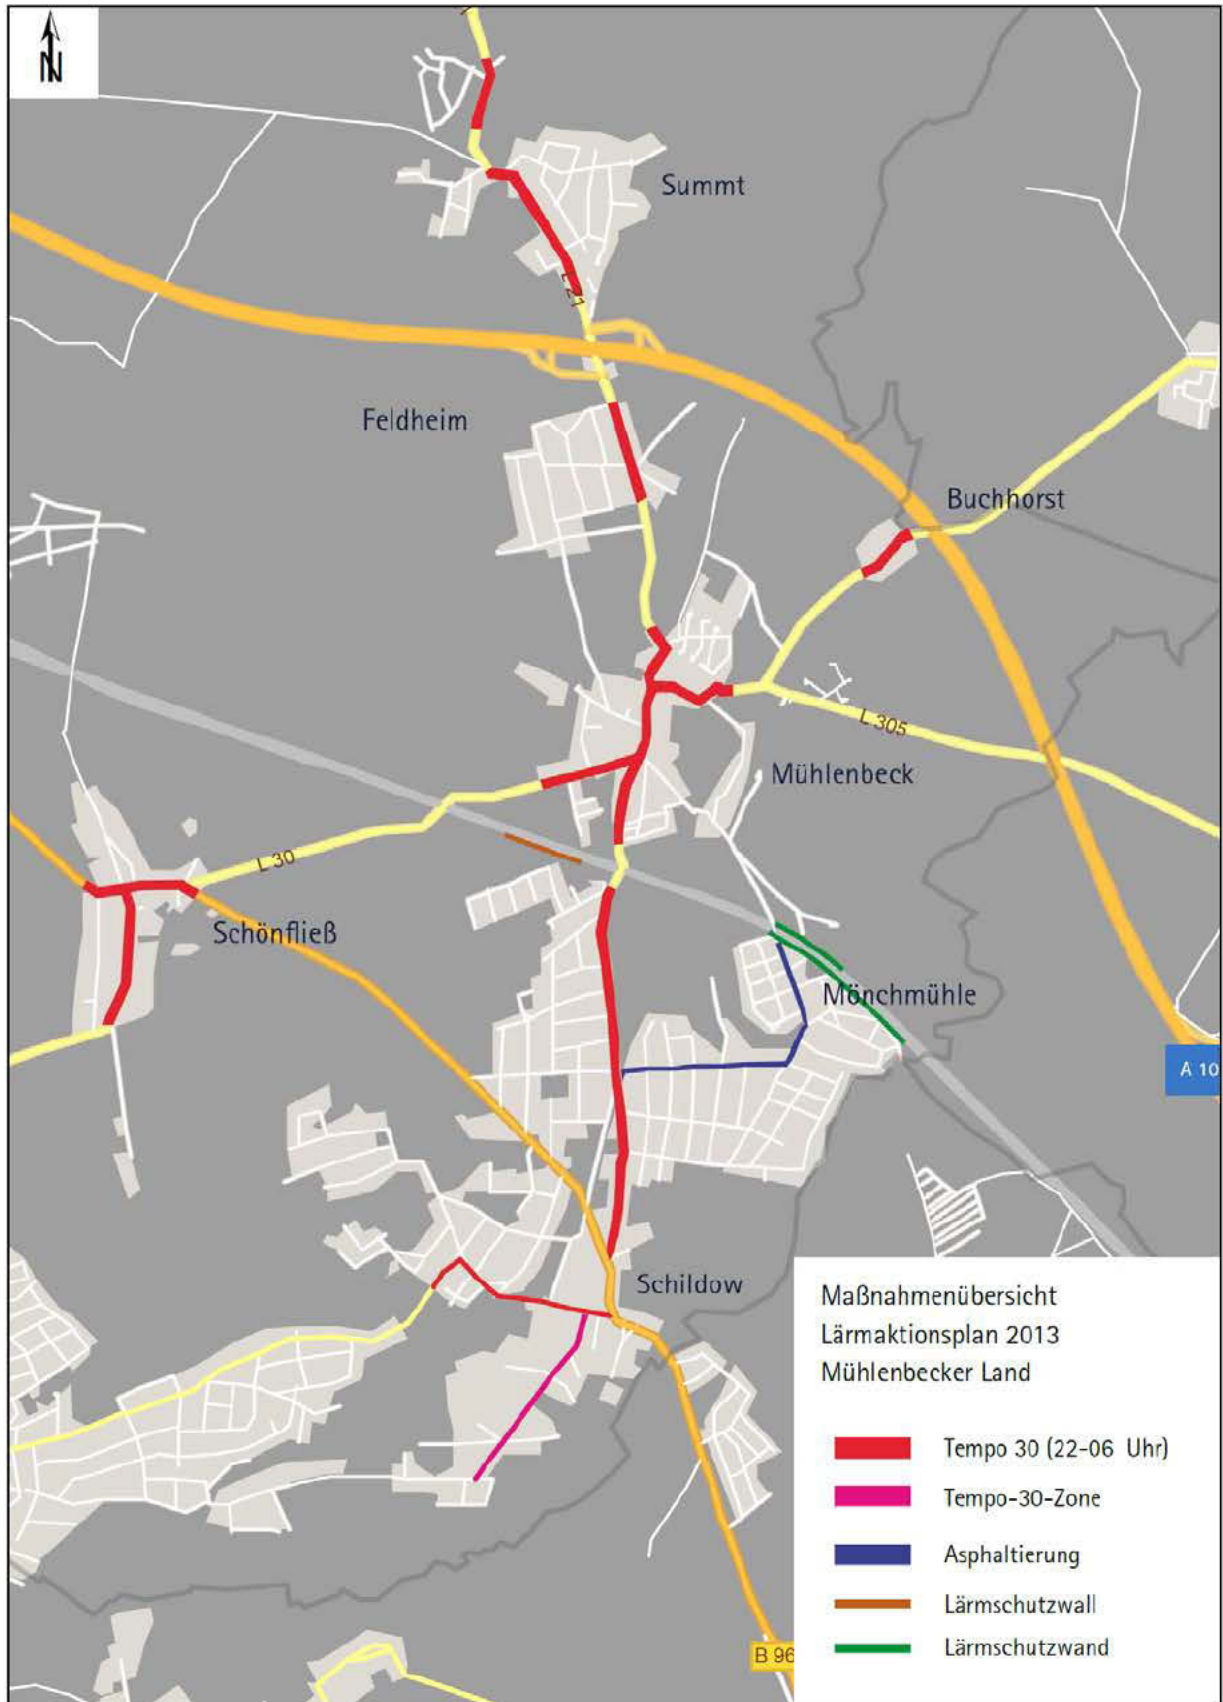 N
Summt
L 21
Feldheim
Buchhorst
L 305
Mühlenbeck
L 30
Schönfließ
Mönchmühle
A 10
Schildow
Maßnahmenübersicht
Lärmaktionsplan 2013
Mühlenbecker Land
Tempo 30 (22-06 Uhr)
Tempo-30-Zone
Asphaltierung
Lärmschutzwall
Lärmschutzwand
B 96